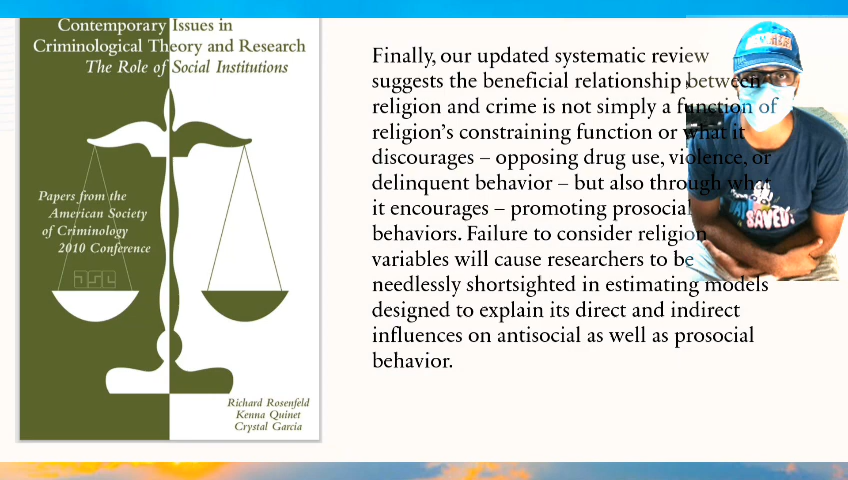 Contemporary Issues in
Criminological Theory and Research
The Role of Social Institutions
Papers from the
American Society
of Criminology
2010 Conference
asc
Richard Rosenfeld
Kenna Quinet
Crystal Garcia
Finally, our updated systematic review
suggests the beneficial relationship between
religion and crime is not simply a function of
religion’s constraining function or what it
discourages – opposing drug use, violence, or
delinquent behavior – but also through what
it encourages – promoting prosocial
behaviors. Failure to consider religion
variables will cause researchers to be
needlessly shortsighted in estimating models
designed to explain its direct and indirect
influences on antisocial as well as prosocial
behavior.
SAVED!